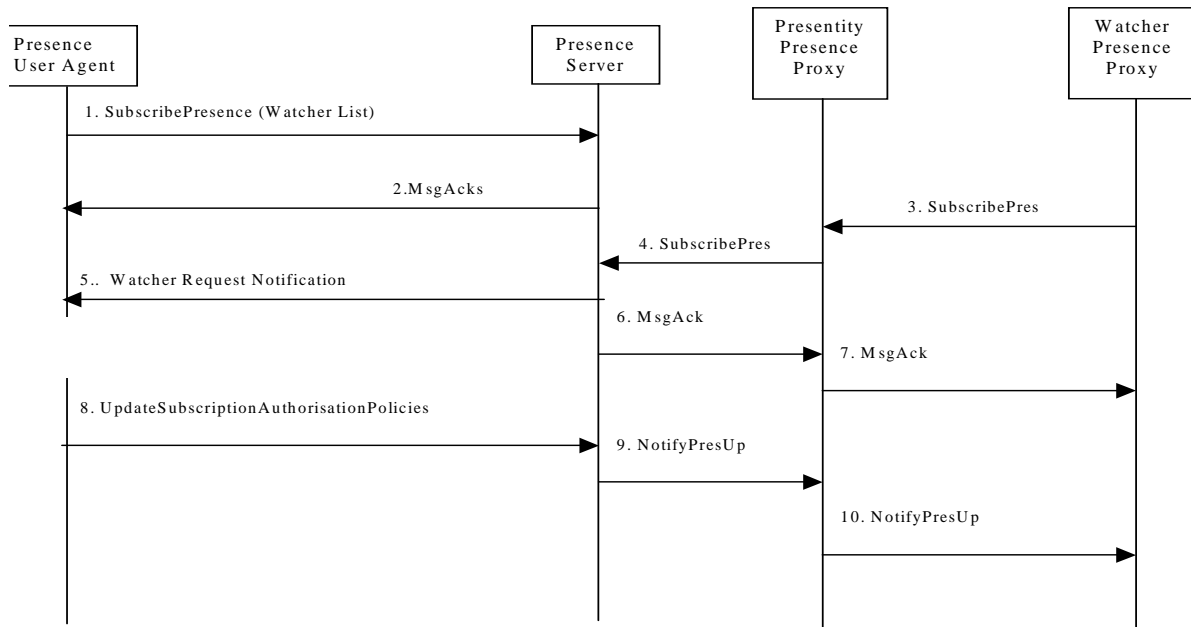 Presence
User Agent
Presence
Server
Presentity
Presence
Proxy
Watcher
Presence
Proxy
1. SubscribePresence (Watcher List)
2.MsgAcks
3. SubscribePres
4. SubscribePres
5.. Watcher Request Notification
6. MsgAck
7. MsgAck
8. UpdateSubscriptionAuthorisationPolicies
9. NotifyPresUp
10. NotifyPresUp